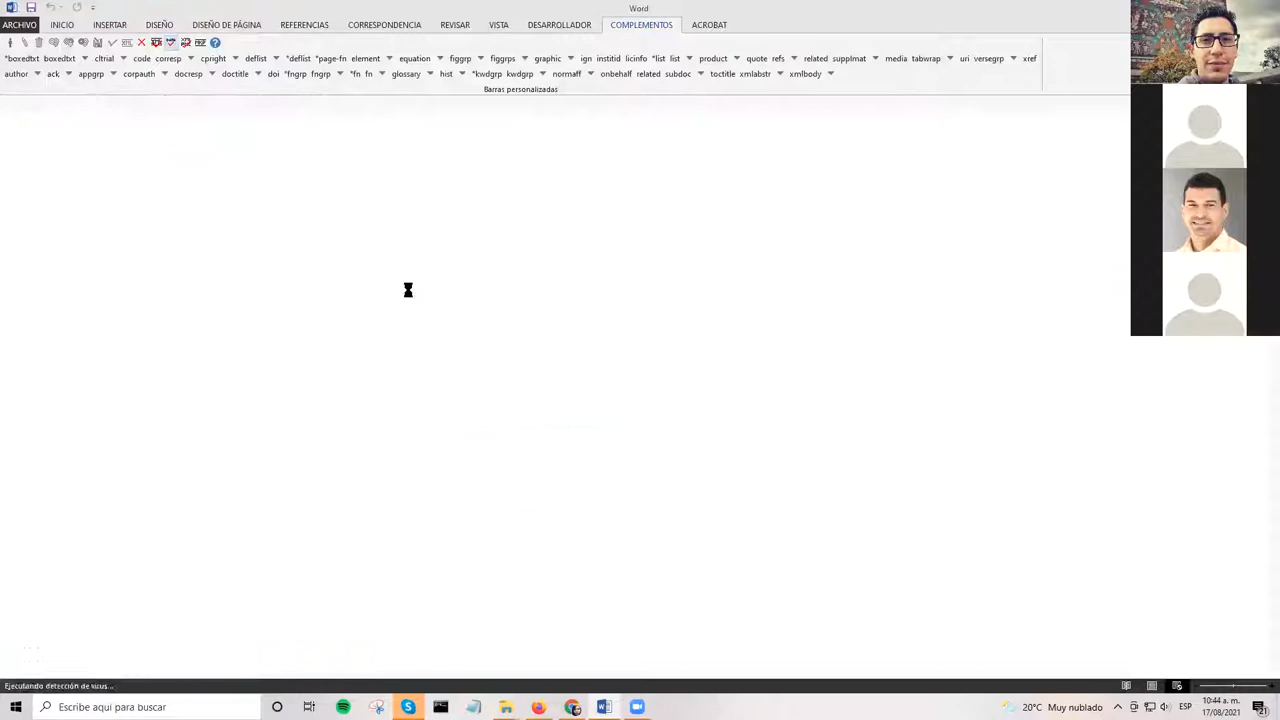 Word
ARCHIVO INICIO INSERTAR DISEÑO DISEÑO DE PÁGINA REFERENCIAS CORRESPONDENCIA REVISAR VISTA DESARROLLADOR COMPLEMENTOS ACROBAT
*boxedtxt boxedtxt cltrial code corresp cpright deflist *deflist *page-fn element equation figgrp figgrps graphic ign institid licinfo *list list product quote refs related supplmat media tabwrap uri versegrp xref
author ack appgrp corpauth docresp doctitle doi *fngrp fngrp *fn fn glossary hist *kwdgrp kwdgrp normaff onbehalf related subdoc toctitle xmlabstr xmlbody
Barras personalizadas
Ejecutando detección de virus...
Escribe aquí para buscar
20°C Muy nublado
ESP
10:44 a. m.
17/08/2021
21